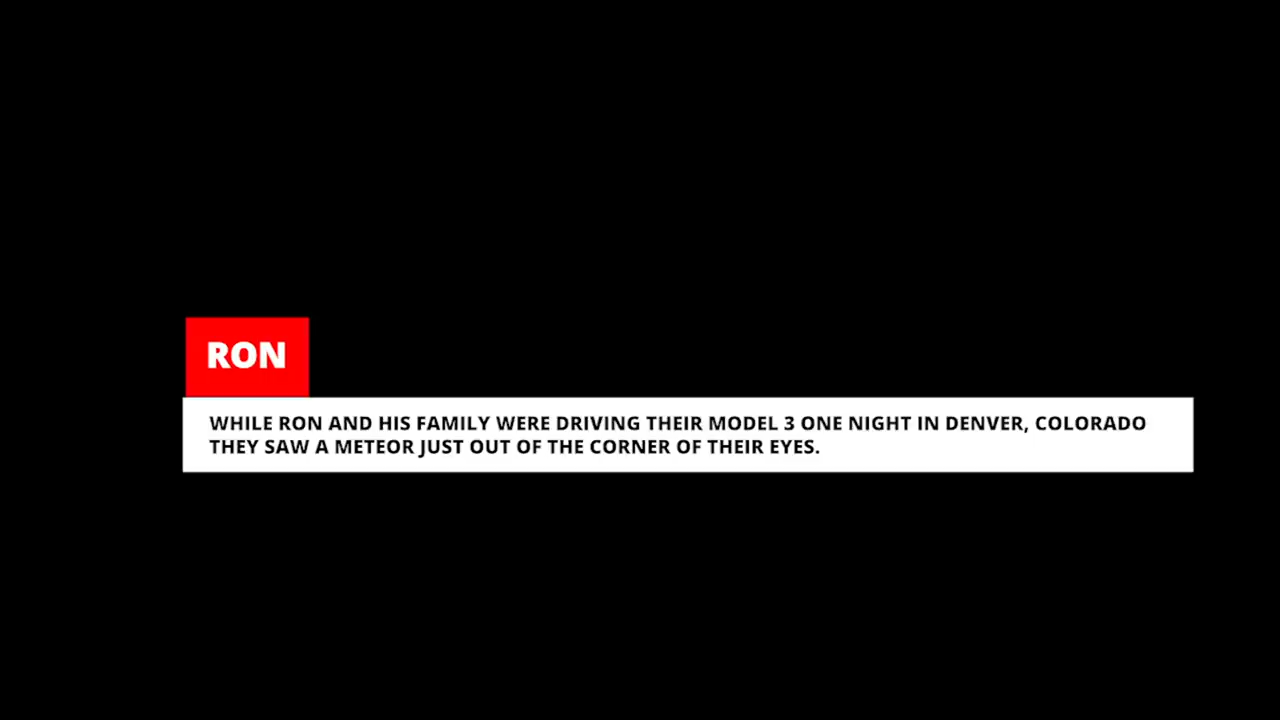 RON
WHILE RON AND HIS FAMILY WERE DRIVING THEIR MODEL 3 ONE NIGHT IN DENVER, COLORADO
THEY SAW A METEOR JUST OUT OF THE CORNER OF THEIR EYES.